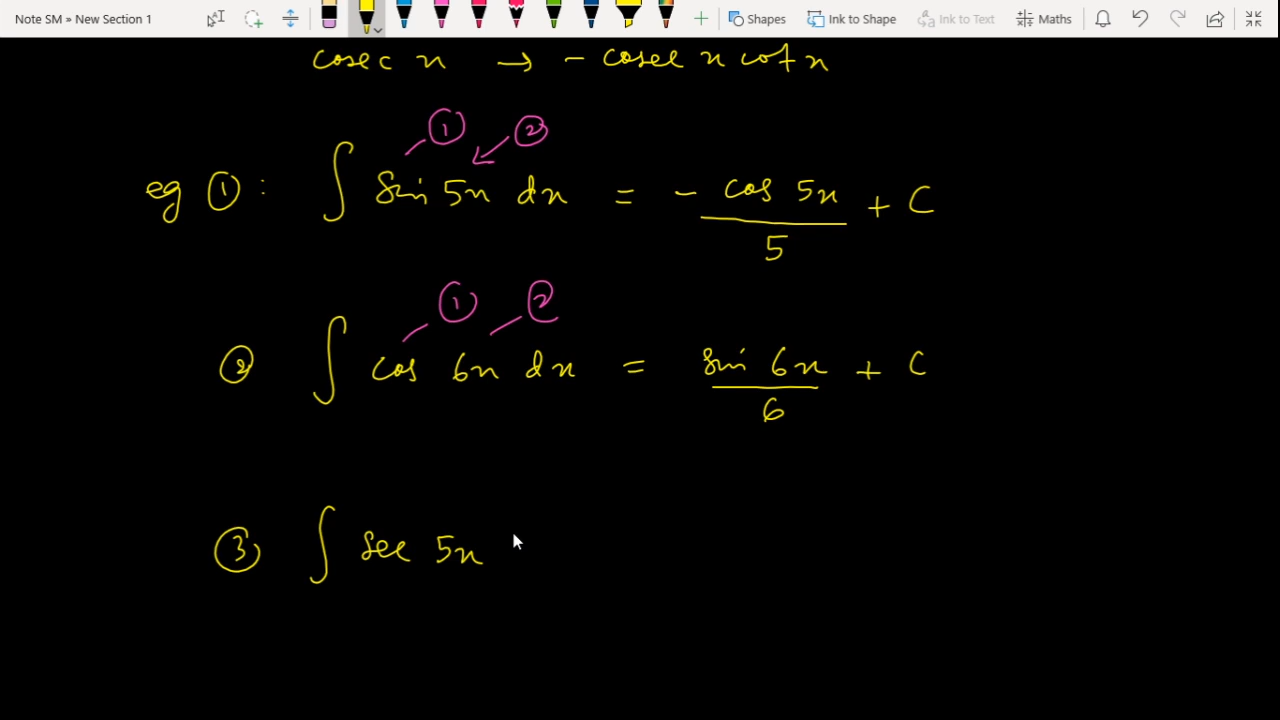 Note SM » New Section 1 Shapes Ink to Shape Ink to Text Maths
cosec x → - cosec x cot x
① ②
eg ①: ∫ sin 5x dx = - cos 5x / 5 + C
① ②
② ∫ cos 6x dx = sin 6x / 6 + C
③ ∫ sec 5x